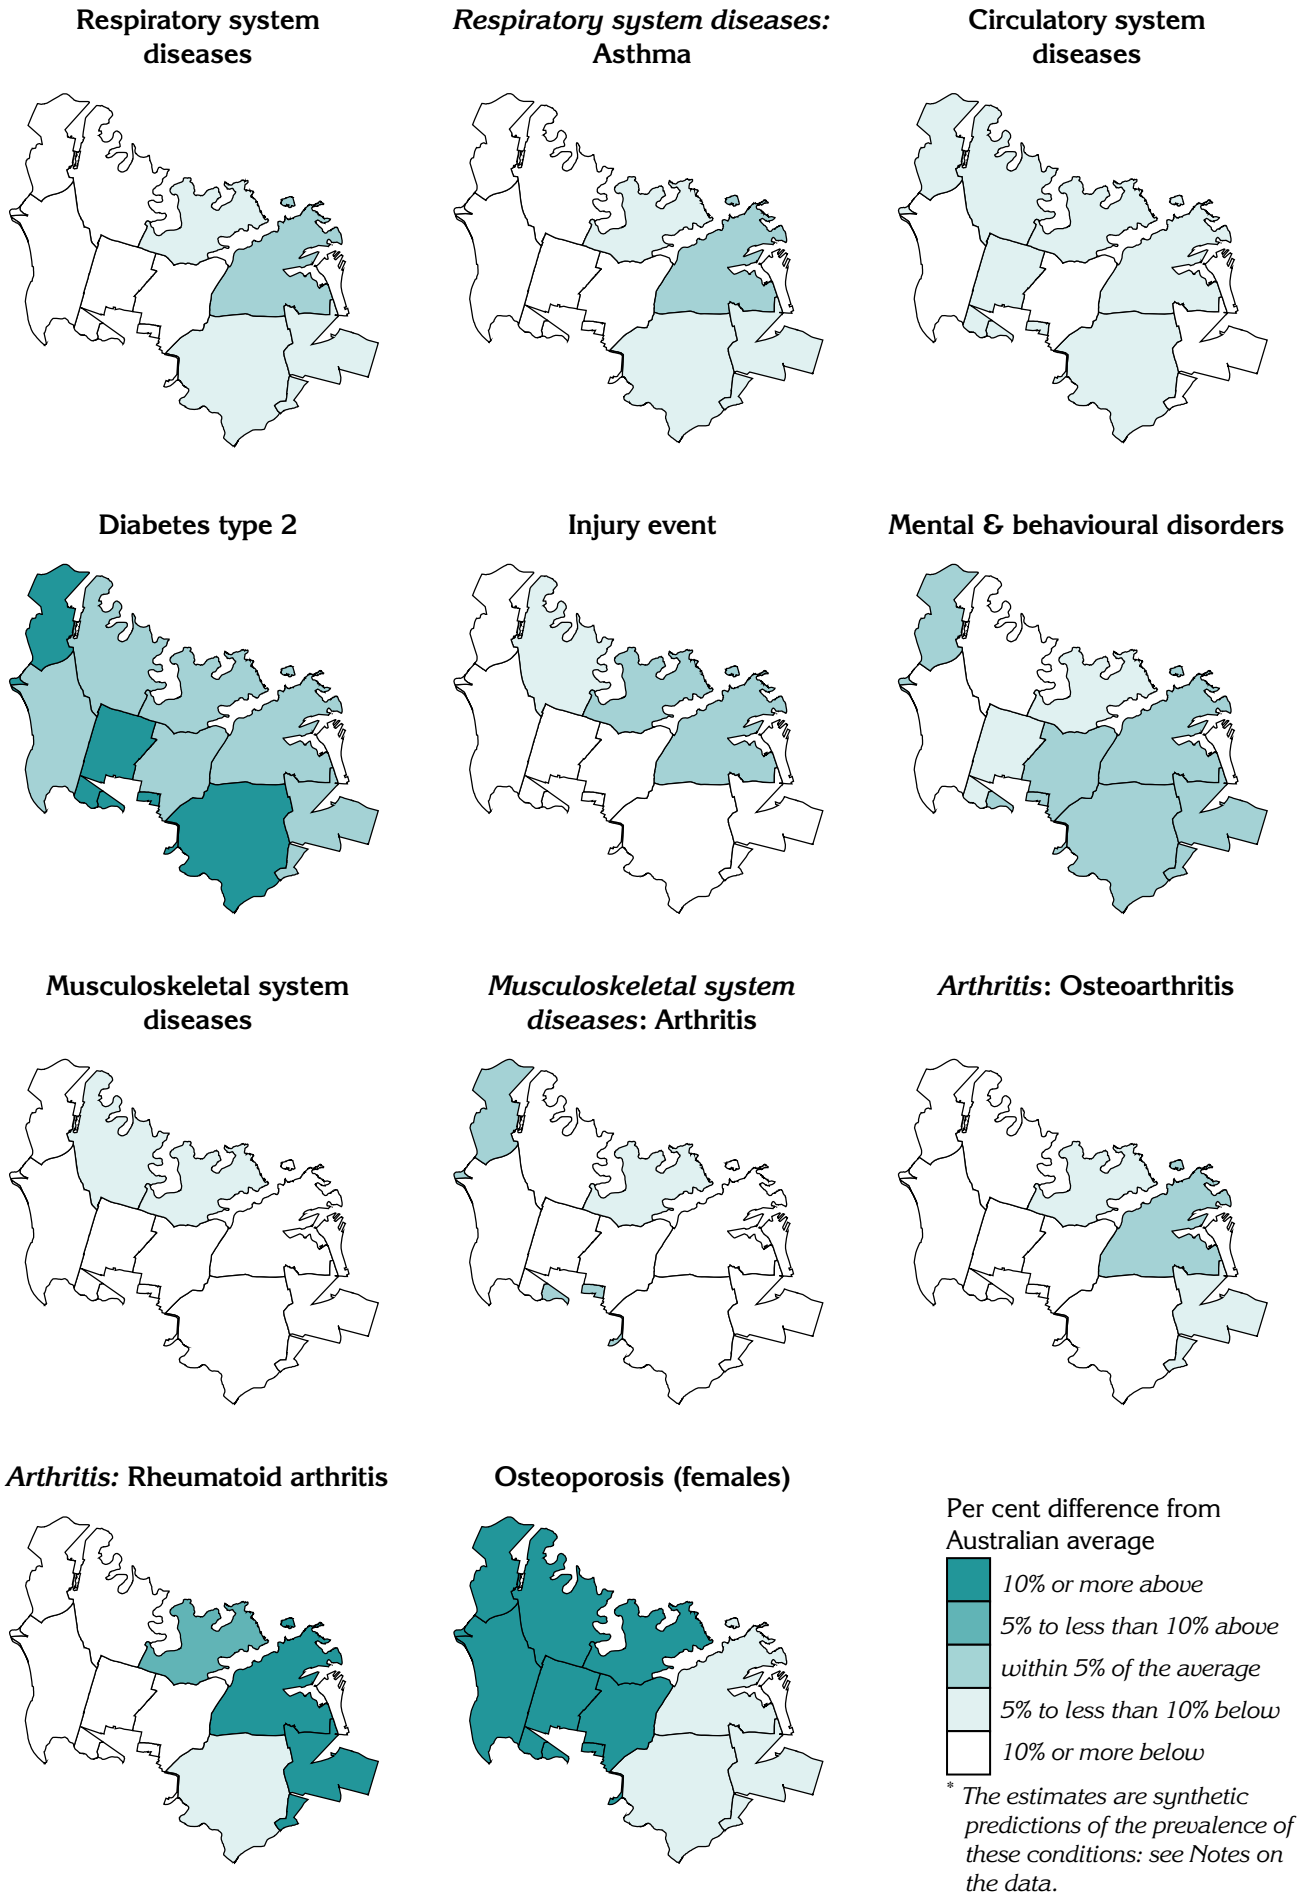 Respiratory system
diseases
Respiratory system diseases:
Asthma
Circulatory system
diseases
Diabetes type 2
Injury event
Mental & behavioural disorders
Musculoskeletal system
diseases
Musculoskeletal system
diseases: Arthritis
Arthritis: Osteoarthritis
Arthritis: Rheumatoid arthritis
Osteoporosis (females)
Per cent difference from
Australian average
10% or more above
5% to less than 10% above
within 5% of the average
5% to less than 10% below
10% or more below
* The estimates are synthetic
predictions of the prevalence of
these conditions: see Notes on
the data.